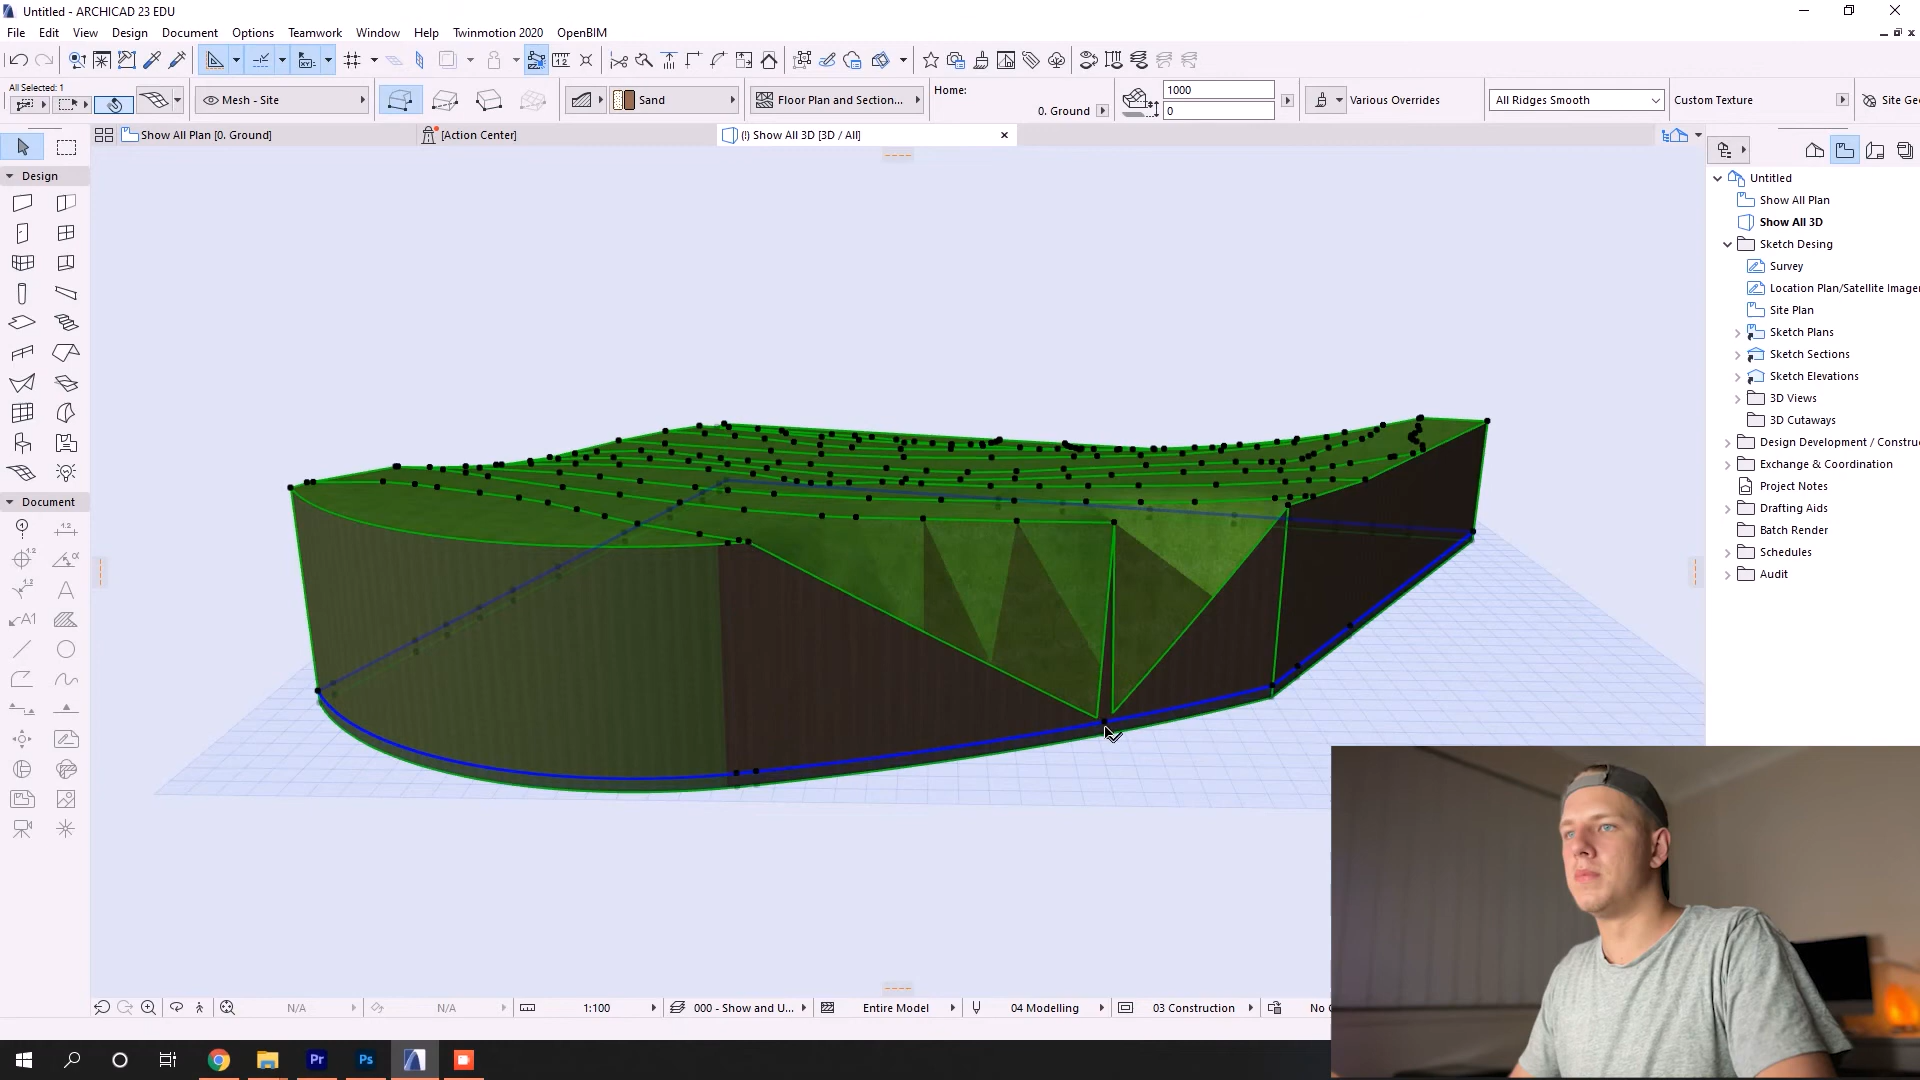 Untitled - ARCHICAD 23 EDU
File Edit View Design Document Options Teamwork Window Help Twinmotion 2020 OpenBIM
All Selected: 1
Mesh - Site
Sand
Floor Plan and Section...
Home:
0. Ground
1000
0
Various Overrides
All Ridges Smooth
Custom Texture
Site Geo
Show All Plan [0. Ground]
[Action Center]
(!) Show All 3D [3D / All]
Design
Document
Untitled
Show All Plan
Show All 3D
Sketch Desing
Survey
Location Plan/Satellite Imager
Site Plan
Sketch Plans
Sketch Sections
Sketch Elevations
3D Views
3D Cutaways
Design Development / Constru
Exchange & Coordination
Project Notes
Drafting Aids
Batch Render
Schedules
Audit
N/A
N/A
1:100
000 - Show and U...
Entire Model
04 Modelling
03 Construction
No
Pr
Ps